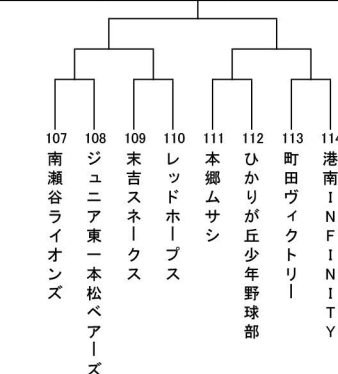 107
南瀬谷ライオンズ
108
ジュニア東一本松ベアーズ
109
末吉スネークス
110
レッドホープス
111
本郷ムサシ
112
ひかりが丘少年野球部
113
町田ヴィクトリー
114
港南INFINITY